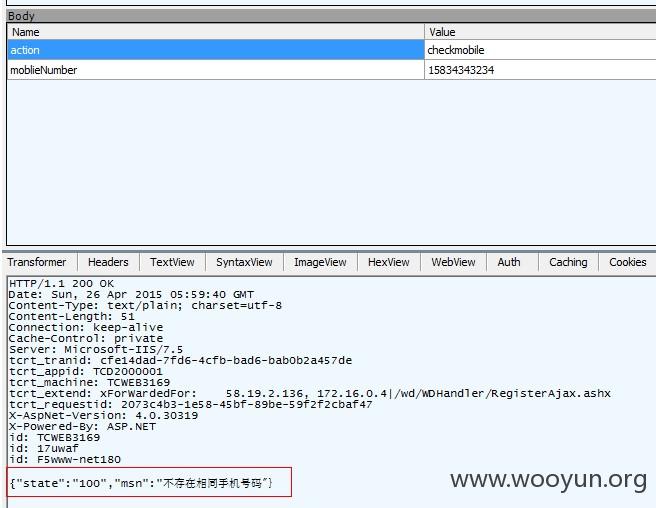 Body
Name Value
action checkmobile
moblieNumber 15834343234
Transformer Headers TextView SyntaxView ImageView HexView WebView Auth Caching Cookies
HTTP/1.1 200 OK
Date: Sun, 26 Apr 2015 05:59:40 GMT
Content-Type: text/plain; charset=utf-8
Content-Length: 51
Connection: keep-alive
Cache-Control: private
Server: Microsoft-IIS/7.5
tcrt_tranid: cfe14dad-7fd6-4cfb-bad6-bab0b2a457de
tcrt_appid: TCD2000001
tcrt_machine: TCWEB3169
tcrt_extend: xForWardedFor:    58.19.2.136, 172.16.0.4|/wd/WDHandler/RegisterAjax.ashx
tcrt_requestid: 2073c4b3-1e58-45bf-89be-59f2f2cbaf47
X-AspNet-Version: 4.0.30319
X-Powered-By: ASP.NET
id: TCWEB3169
id: 17uwaf
id: F5www-net180
{"state":"100","msn":"不存在相同手机号码"}
www.wooyun.org